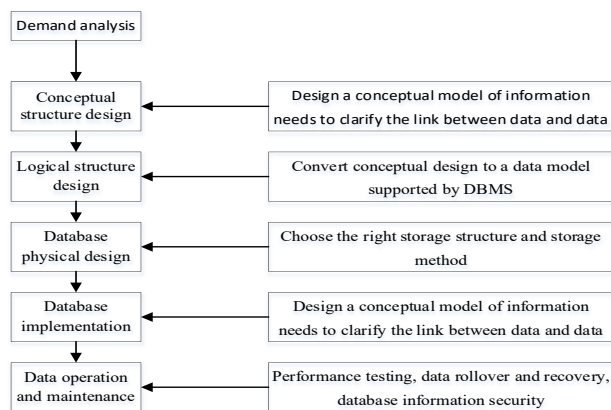 Demand analysis
Conceptual
structure design
Design a conceptual model of information
needs to clarify the link between data and data
Logical structure
design
Convert conceptual design to a data model
supported by DBMS
Database
physical design
Choose the right storage structure and storage
method
Database
implementation
Design a conceptual model of information
needs to clarify the link between data and data
Data operation
and maintenance
Performance testing, data rollover and recovery,
database information security